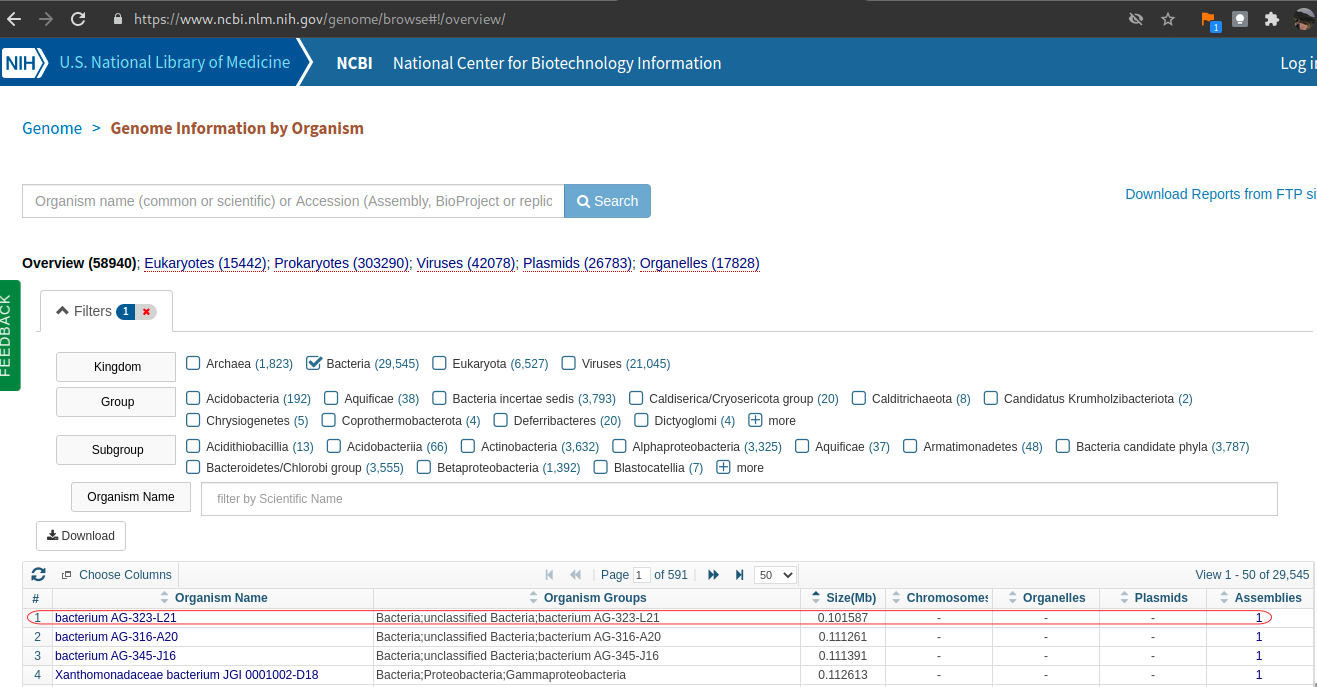 https://www.ncbi.nlm.nih.gov/genome/browse#!/overview/
1
NIH U.S. National Library of Medicine NCBI National Center for Biotechnology Information Log in
Genome > Genome Information by Organism
Organism name (common or scientific) or Accession (Assembly, BioProject or replic Search
Download Reports from FTP si
Overview (58940); Eukaryotes (15442); Prokaryotes (303290); Viruses (42078); Plasmids (26783); Organelles (17828)
FEEDBACK
Filters 1
Kingdom Archaea (1,823) Bacteria (29,545) Eukaryota (6,527) Viruses (21,045)
Group Acidobacteria (192) Aquificae (38) Bacteria incertae sedis (3,793) Caldiserica/Cryosericota group (20) Calditrichaeota (8) Candidatus Krumholzibacteriota (2)
Chrysiogenetes (5) Coprothermobacterota (4) Deferribacteres (20) Dictyoglomi (4) more
Subgroup Acidithiobacillia (13) Acidobacteriia (66) Actinobacteria (3,632) Alphaproteobacteria (3,325) Aquificae (37) Armatimonadetes (48) Bacteria candidate phyla (3,787)
Bacteroidetes/Chlorobi group (3,555) Betaproteobacteria (1,392) Blastocatellia (7) more
Organism Name filter by Scientific Name
Download
Choose Columns Page 1 of 591 50 View 1 - 50 of 29,545
# Organism Name Organism Groups Size(Mb) Chromosomes Organelles Plasmids Assemblies
1 bacterium AG-323-L21 Bacteria;unclassified Bacteria;bacterium AG-323-L21 0.101587 - - - 1
2 bacterium AG-316-A20 Bacteria;unclassified Bacteria;bacterium AG-316-A20 0.111261 - - - 1
3 bacterium AG-345-J16 Bacteria;unclassified Bacteria;bacterium AG-345-J16 0.111391 - - - 1
4 Xanthomonadaceae bacterium JGI 0001002-D18 Bacteria;Proteobacteria;Gammaproteobacteria 0.112613 - - - 1